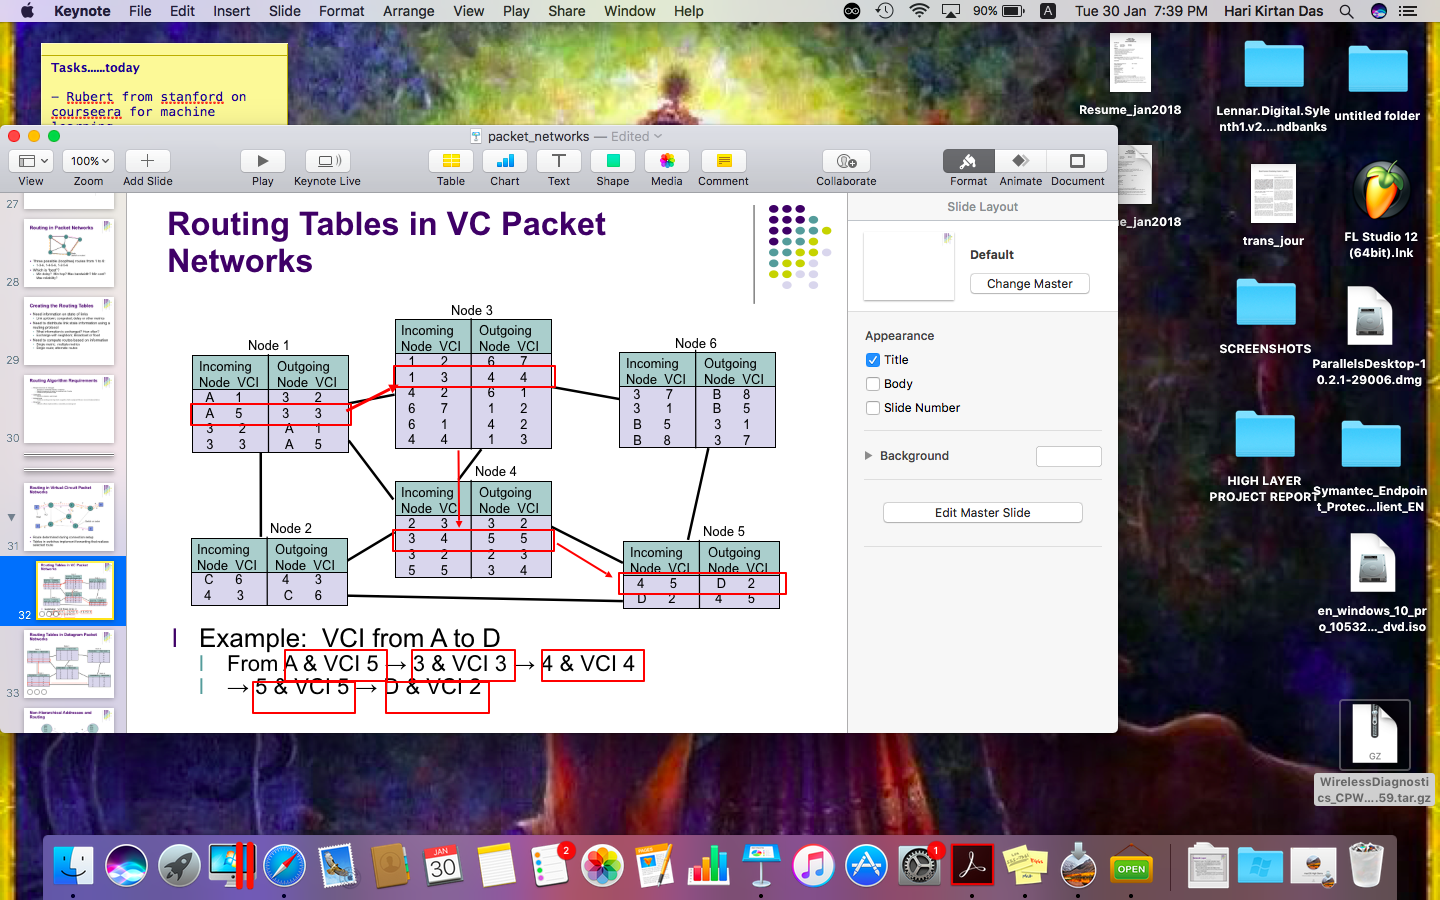 Keynote File Edit Insert Slide Format Arrange View Play Share Window Help 90% A Tue 30 Jan 7:39 PM Hari Kirtan Das
Tasks......today
– Rubert from stanford on
courseera for machine
packet_networks — Edited
View 100% Zoom Add Slide Play Keynote Live Table Chart Text Shape Media Comment Collaborate Format Animate Document
27
Routing in Packet Networks
28
Creating the Routing Tables
29
Routing Algorithm Requirements
30
Routing in Virtual Circuit Packet
Networks
31
Routing Tables in VC Packet
Networks
32
Routing Tables in Datagram Packet
Networks
33
Non-Hierarchical Addresses and
Routing
Routing Tables in VC Packet
Networks
Node 1
Incoming Outgoing
Node VCI Node VCI
A 1 3 2
A 5 3 3
3 2 A 1
3 3 A 5
Node 3
Incoming Outgoing
Node VCI Node VCI
1 2 6 7
1 3 4 4
4 2 6 1
6 7 1 2
6 1 4 2
4 4 1 3
Node 6
Incoming Outgoing
Node VCI Node VCI
3 7 B 8
3 1 B 5
B 5 3 1
B 8 3 7
Node 4
Incoming Outgoing
Node VCI Node VCI
2 3 3 2
3 4 5 5
3 2 2 3
5 5 3 4
Node 2
Incoming Outgoing
Node VCI Node VCI
C 6 4 3
4 3 C 6
Node 5
Incoming Outgoing
Node VCI Node VCI
4 5 D 2
D 2 4 5
Example: VCI from A to D
From A & VCI 5 → 3 & VCI 3 → 4 & VCI 4
→ 5 & VCI 5 → D & VCI 2
Slide Layout
Default
Change Master
Appearance
Title
Body
Slide Number
Background
Edit Master Slide
Resume_jan2018
Lennar.Digital.Syle
nth1.v2....ndbanks
untitled folder
ue_jan2018
trans_jour
FL Studio 12
(64bit).lnk
SCREENSHOTS
ParallelsDesktop-1
0.2.1-29006.dmg
HIGH LAYER
PROJECT REPORT
Symantec_Endpoin
t_Protec...lient_EN
en_windows_10_pr
o_10532..._dvd.iso
GZ
WirelessDiagnosti
cs_CPW....59.tar.gz
JAN
30
2
PAGES
1
OPEN